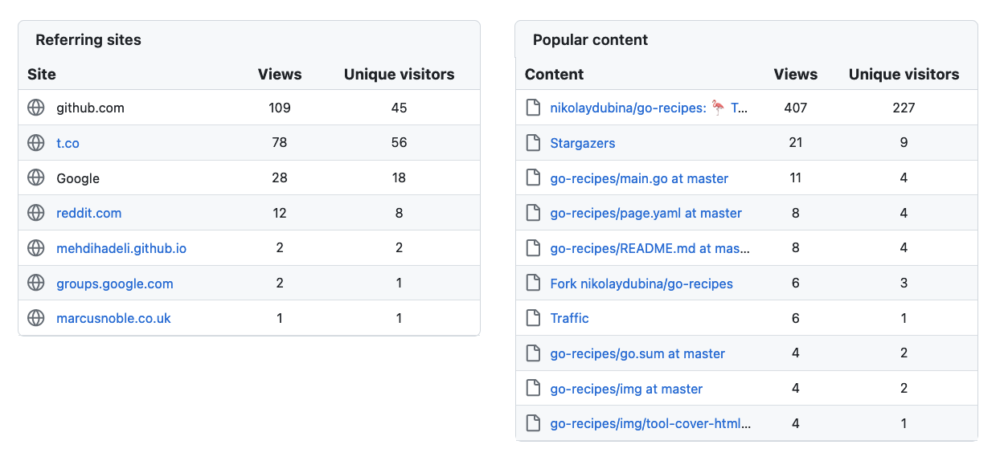 Referring sites
Site Views Unique visitors
github.com 109 45
t.co 78 56
Google 28 18
reddit.com 12 8
mehdihadeli.github.io 2 2
groups.google.com 2 1
marcusnoble.co.uk 1 1
Popular content
Content Views Unique visitors
nikolaydubina/go-recipes: 🦩 T... 407 227
Stargazers 21 9
go-recipes/main.go at master 11 4
go-recipes/page.yaml at master 8 4
go-recipes/README.md at mas... 8 4
Fork nikolaydubina/go-recipes 6 3
Traffic 6 1
go-recipes/go.sum at master 4 2
go-recipes/img at master 4 2
go-recipes/img/tool-cover-html... 4 1